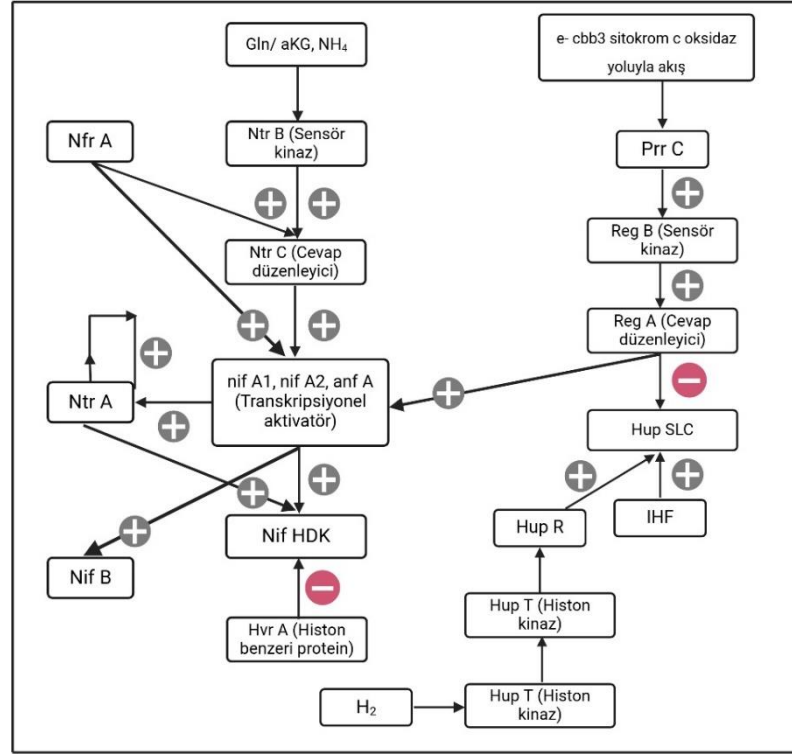 Gln/ aKG, NH₄
e- cbb3 sitokrom c oksidaz
yoluyla akış
Nfr A
Ntr B (Sensör
kinaz)
Prr C
Reg B (Sensör
kinaz)
Ntr C (Cevap
düzenleyici)
Reg A (Cevap
düzenleyici)
nif A1, nif A2, anf A
(Transkripsiyonel
aktivatör)
Ntr A
Hup SLC
Nif HDK
Hup R
IHF
Nif B
Hvr A (Histon
benzeri protein)
Hup T (Histon
kinaz)
H₂
Hup T (Histon
kinaz)